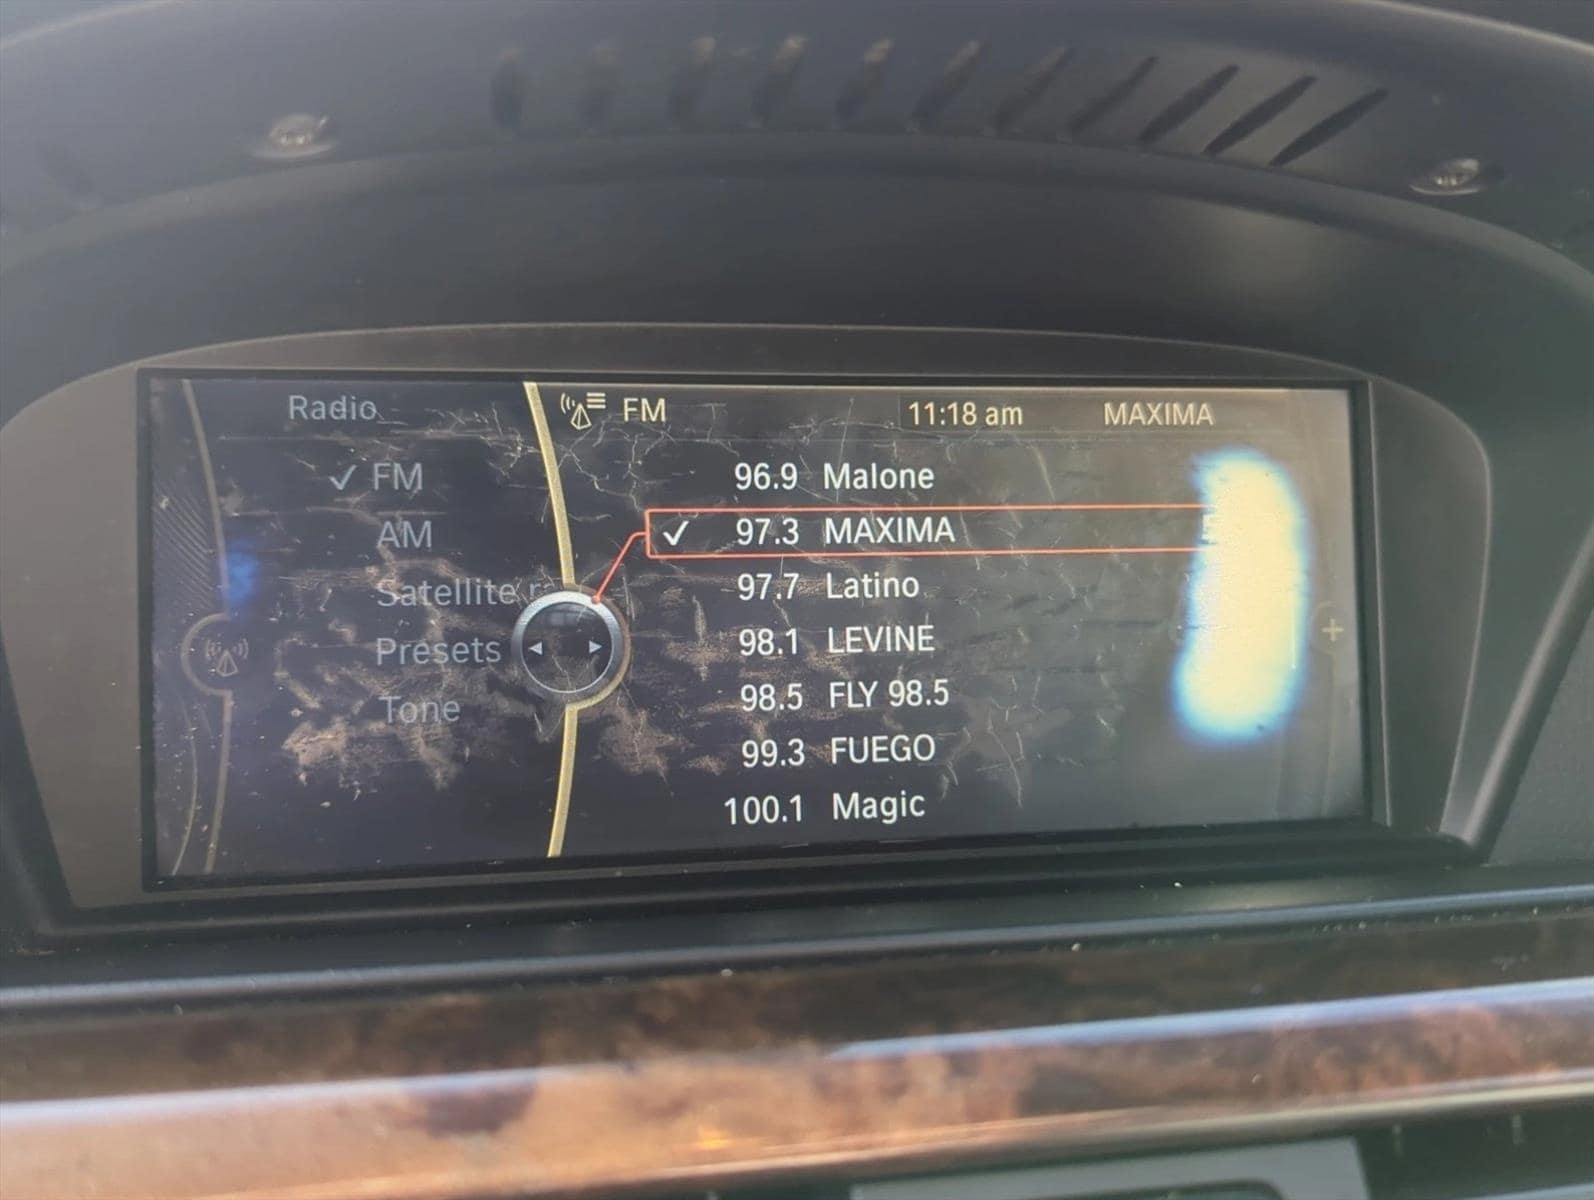 Radio
FM 11:18 am MAXIMA
✓ FM
AM
Satellite r
Presets
Tone
96.9 Malone
✓ 97.3 MAXIMA
97.7 Latino
98.1 LEVINE
98.5 FLY 98.5
99.3 FUEGO
100.1 Magic
+